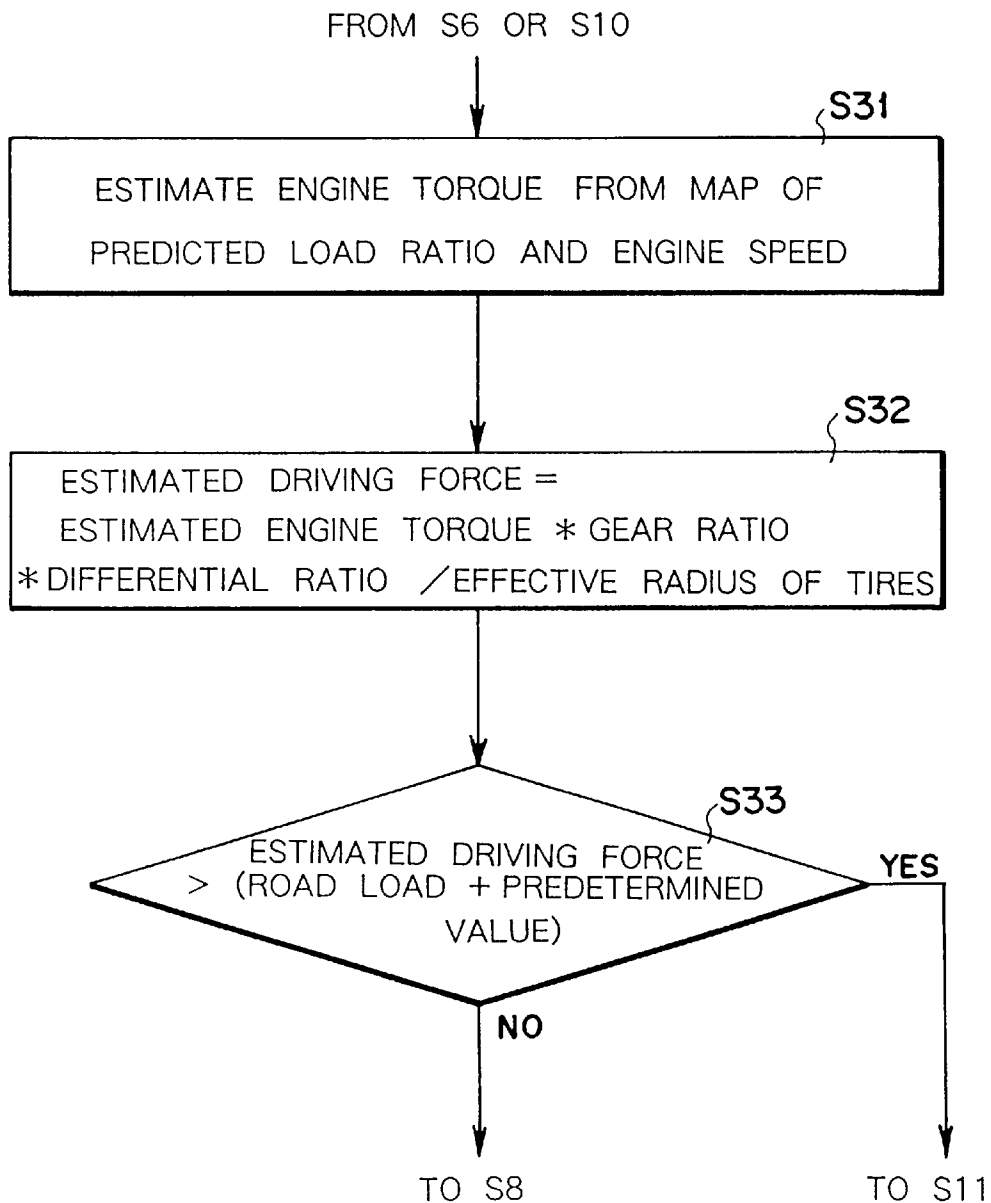 FROM S6 OR S10
S31
ESTIMATE ENGINE TORQUE FROM MAP OF
PREDICTED LOAD RATIO AND ENGINE SPEED
S32
ESTIMATED DRIVING FORCE =
ESTIMATED ENGINE TORQUE * GEAR RATIO
* DIFFERENTIAL RATIO / EFFECTIVE RADIUS OF TIRES
S33
ESTIMATED DRIVING FORCE
> (ROAD LOAD + PREDETERMINED
VALUE)
YES
NO
TO S8
TO S11